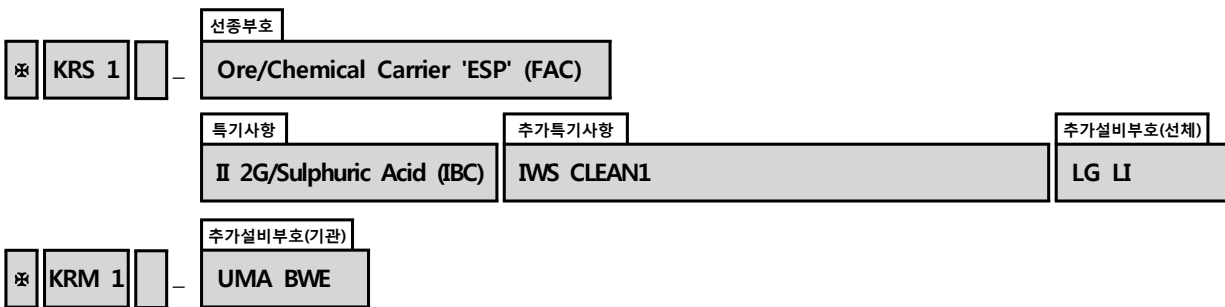 선종부호
✠ KRS 1 – Ore/Chemical Carrier 'ESP' (FAC)
특기사항 추가특기사항 추가설비부호(선체)
II 2G/Sulphuric Acid (IBC) IWS CLEAN1 LG LI
추가설비부호(기관)
✠ KRM 1 – UMA BWE